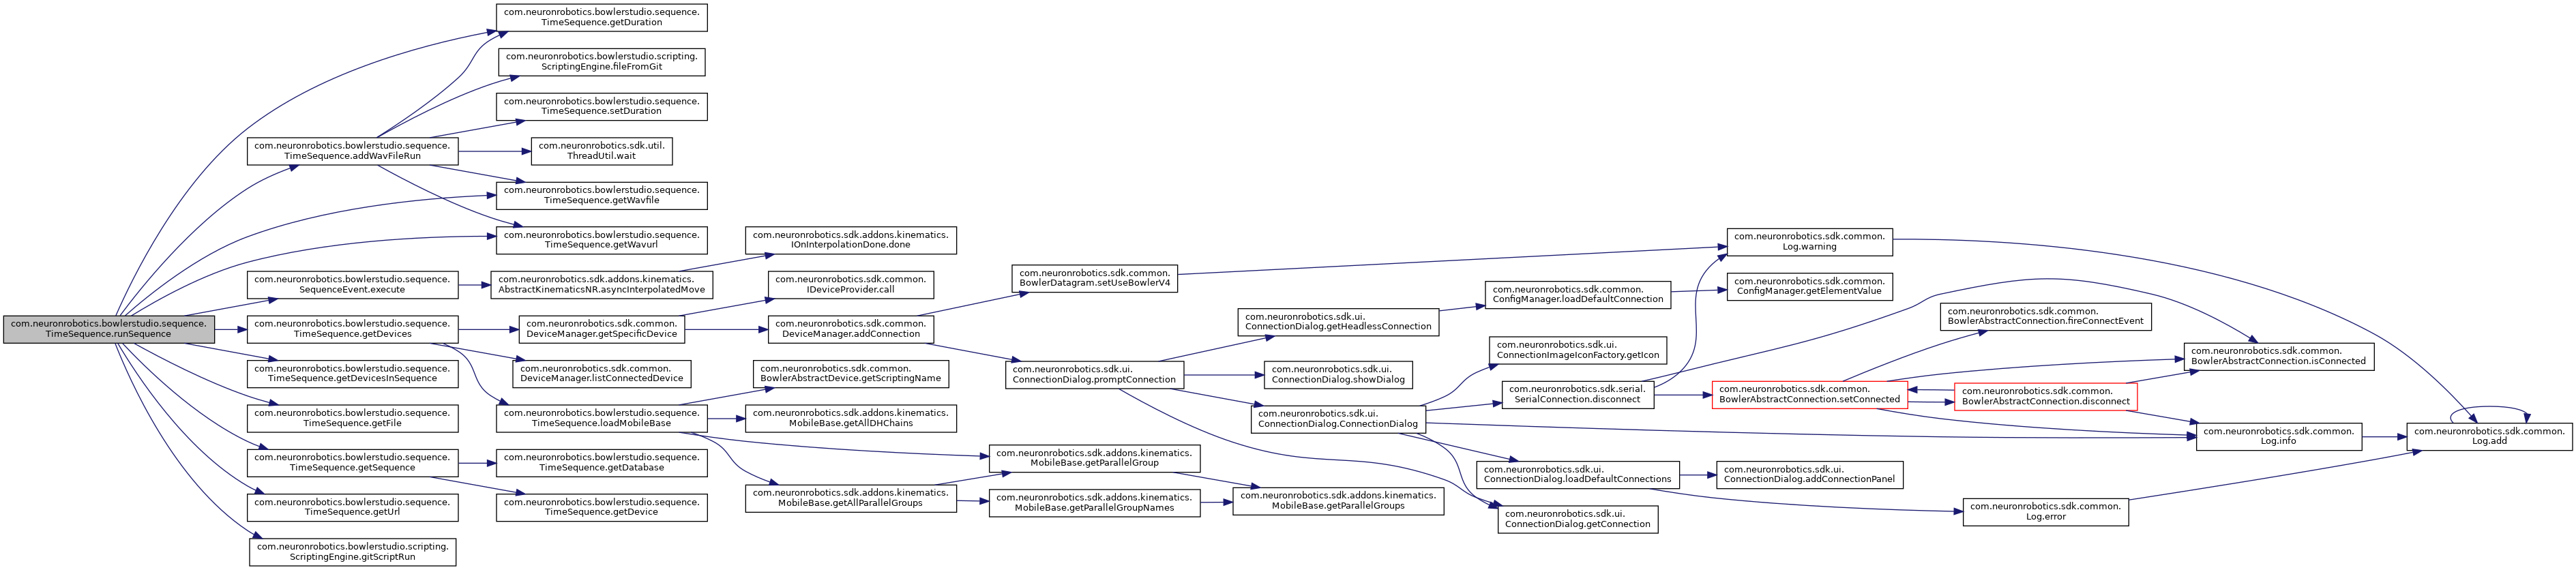 com.neuronrobotics.bowlerstudio.sequence.
TimeSequence.runSequence
com.neuronrobotics.bowlerstudio.sequence.
TimeSequence.addWavFileRun
com.neuronrobotics.bowlerstudio.sequence.
SequenceEvent.execute
com.neuronrobotics.bowlerstudio.sequence.
TimeSequence.getDevices
com.neuronrobotics.bowlerstudio.sequence.
TimeSequence.getDevicesInSequence
com.neuronrobotics.bowlerstudio.sequence.
TimeSequence.getFile
com.neuronrobotics.bowlerstudio.sequence.
TimeSequence.getSequence
com.neuronrobotics.bowlerstudio.sequence.
TimeSequence.getUrl
com.neuronrobotics.bowlerstudio.scripting.
ScriptingEngine.gitScriptRun
com.neuronrobotics.bowlerstudio.sequence.
TimeSequence.getDuration
com.neuronrobotics.bowlerstudio.scripting.
ScriptingEngine.fileFromGit
com.neuronrobotics.bowlerstudio.sequence.
TimeSequence.setDuration
com.neuronrobotics.sdk.util.
ThreadUtil.wait
com.neuronrobotics.bowlerstudio.sequence.
TimeSequence.getWavfile
com.neuronrobotics.bowlerstudio.sequence.
TimeSequence.getWavurl
com.neuronrobotics.sdk.addons.kinematics.
AbstractKinematicsNR.asyncInterpolatedMove
com.neuronrobotics.sdk.common.
DeviceManager.getSpecificDevice
com.neuronrobotics.sdk.common.
DeviceManager.listConnectedDevice
com.neuronrobotics.bowlerstudio.sequence.
TimeSequence.loadMobileBase
com.neuronrobotics.bowlerstudio.sequence.
TimeSequence.getDatabase
com.neuronrobotics.bowlerstudio.sequence.
TimeSequence.getDevice
com.neuronrobotics.sdk.addons.kinematics.
IOnInterpolationDone.done
com.neuronrobotics.sdk.common.
IDeviceProvider.call
com.neuronrobotics.sdk.common.
DeviceManager.addConnection
com.neuronrobotics.sdk.common.
BowlerAbstractDevice.getScriptingName
com.neuronrobotics.sdk.addons.kinematics.
MobileBase.getAllDHChains
com.neuronrobotics.sdk.addons.kinematics.
MobileBase.getAllParallelGroups
com.neuronrobotics.sdk.common.
BowlerDatagram.setUseBowlerV4
com.neuronrobotics.sdk.ui.
ConnectionDialog.promptConnection
com.neuronrobotics.sdk.addons.kinematics.
MobileBase.getParallelGroup
com.neuronrobotics.sdk.addons.kinematics.
MobileBase.getParallelGroupNames
com.neuronrobotics.sdk.ui.
ConnectionDialog.getHeadlessConnection
com.neuronrobotics.sdk.ui.
ConnectionDialog.showDialog
com.neuronrobotics.sdk.ui.
ConnectionDialog.ConnectionDialog
com.neuronrobotics.sdk.addons.kinematics.
MobileBase.getParallelGroups
com.neuronrobotics.sdk.common.
ConfigManager.loadDefaultConnection
com.neuronrobotics.sdk.ui.
ConnectionImageIconFactory.getIcon
com.neuronrobotics.sdk.serial.
SerialConnection.disconnect
com.neuronrobotics.sdk.ui.
ConnectionDialog.loadDefaultConnections
com.neuronrobotics.sdk.ui.
ConnectionDialog.getConnection
com.neuronrobotics.sdk.common.
Log.warning
com.neuronrobotics.sdk.common.
ConfigManager.getElementValue
com.neuronrobotics.sdk.common.
BowlerAbstractConnection.setConnected
com.neuronrobotics.sdk.ui.
ConnectionDialog.addConnectionPanel
com.neuronrobotics.sdk.common.
BowlerAbstractConnection.fireConnectEvent
com.neuronrobotics.sdk.common.
BowlerAbstractConnection.disconnect
com.neuronrobotics.sdk.common.
Log.error
com.neuronrobotics.sdk.common.
BowlerAbstractConnection.isConnected
com.neuronrobotics.sdk.common.
Log.info
com.neuronrobotics.sdk.common.
Log.add